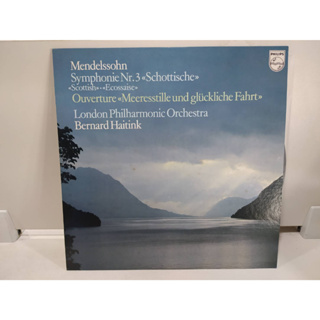 Mendelssohn
Symphonie Nr.3 «Schottische»
«Scottish»-«Ecossaise»
Ouverture «Meeresstille und glückliche Fahrt»
London Philharmonic Orchestra
Bernard Haitink
PHILIPS